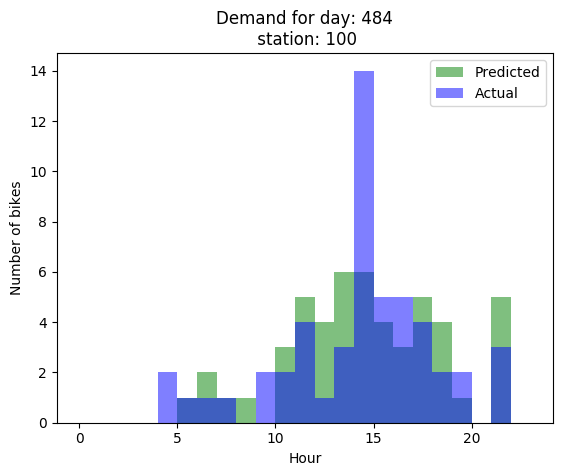 Demand for day: 484
station: 100
Predicted
Actual
14
12
10
8
6
4
2
0
Number of bikes
0 5 10 15 20
Hour